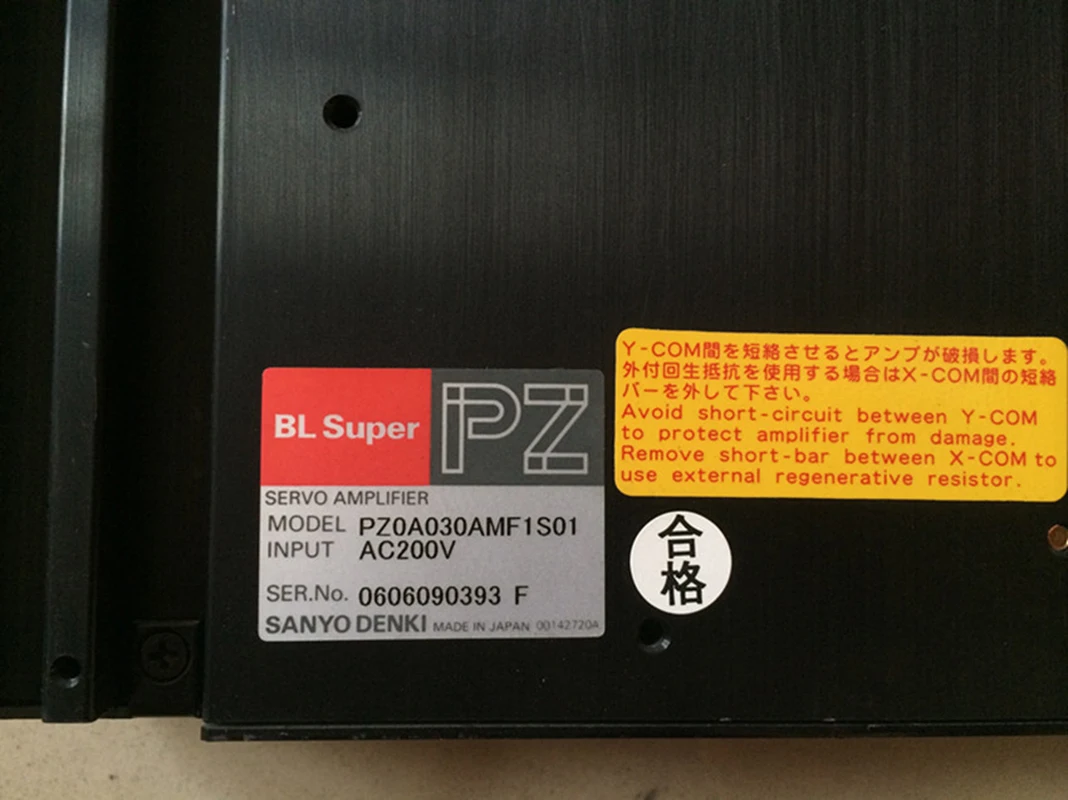 BL Super PZ
SERVO AMPLIFIER
MODEL PZ0A030AMF1S01
INPUT AC200V
SER.No. 0606090393 F
SANYO DENKI MADE IN JAPAN 00142720A
Y-COM間を短絡させるとアンプが破損します。
外付回生抵抗を使用する場合はX-COM間の短絡
バーを外して下さい。
Avoid short-circuit between Y-COM
to protect amplifier from damage.
Remove short-bar between X-COM to
use external regenerative resistor.
合
格